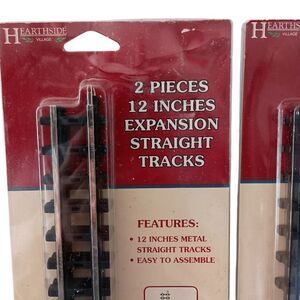 HEARTHSIDE
VILLAGE
2 PIECES
12 INCHES
EXPANSION
STRAIGHT
TRACKS
FEATURES:
• 12 INCHES METAL
STRAIGHT TRACKS
• EASY TO ASSEMBLE
HEARTHSIDE
VILLAGE